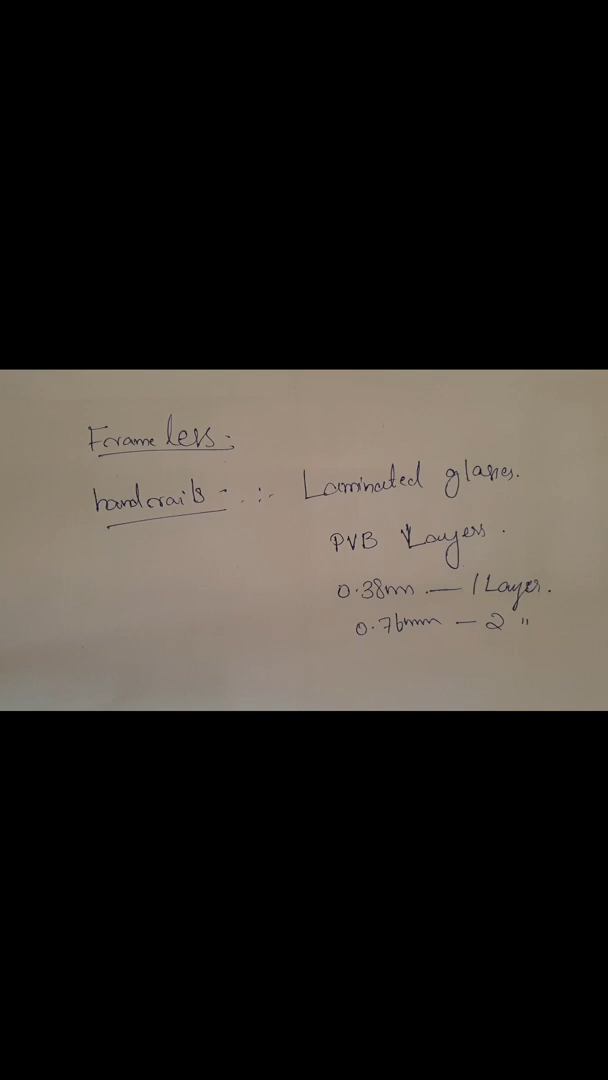 Frameless:
handrails - :- Laminated glasses.
PVB Layers.
0.38mm - 1 Layer.
0.76mm - 2 "